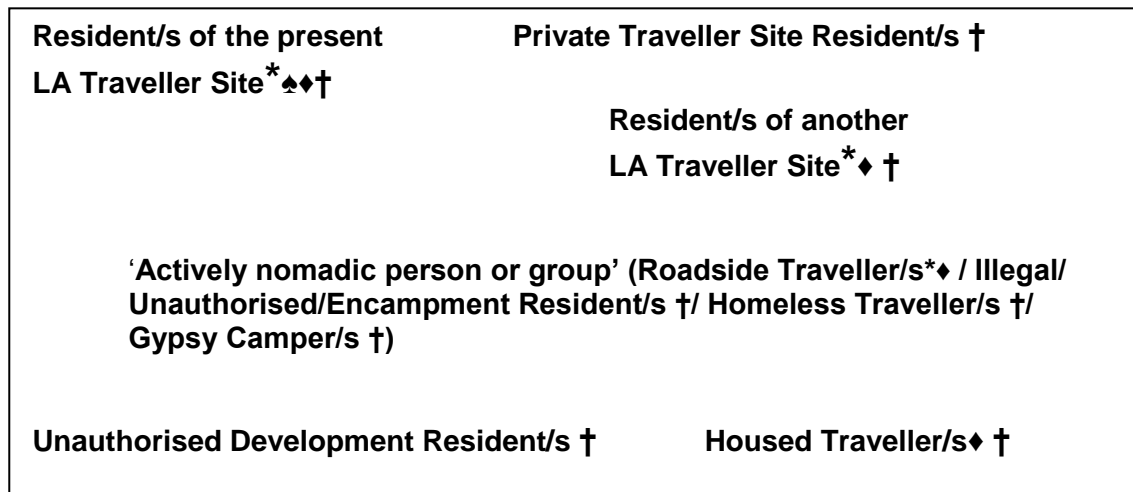 Resident/s of the present Private Traveller Site Resident/s †
LA Traveller Site*♠♦†
Resident/s of another
LA Traveller Site*♦ †
‘Actively nomadic person or group’ (Roadside Traveller/s*♦ / Illegal/
Unauthorised/Encampment Resident/s †/ Homeless Traveller/s †/
Gypsy Camper/s †)
Unauthorised Development Resident/s † Housed Traveller/s♦ †